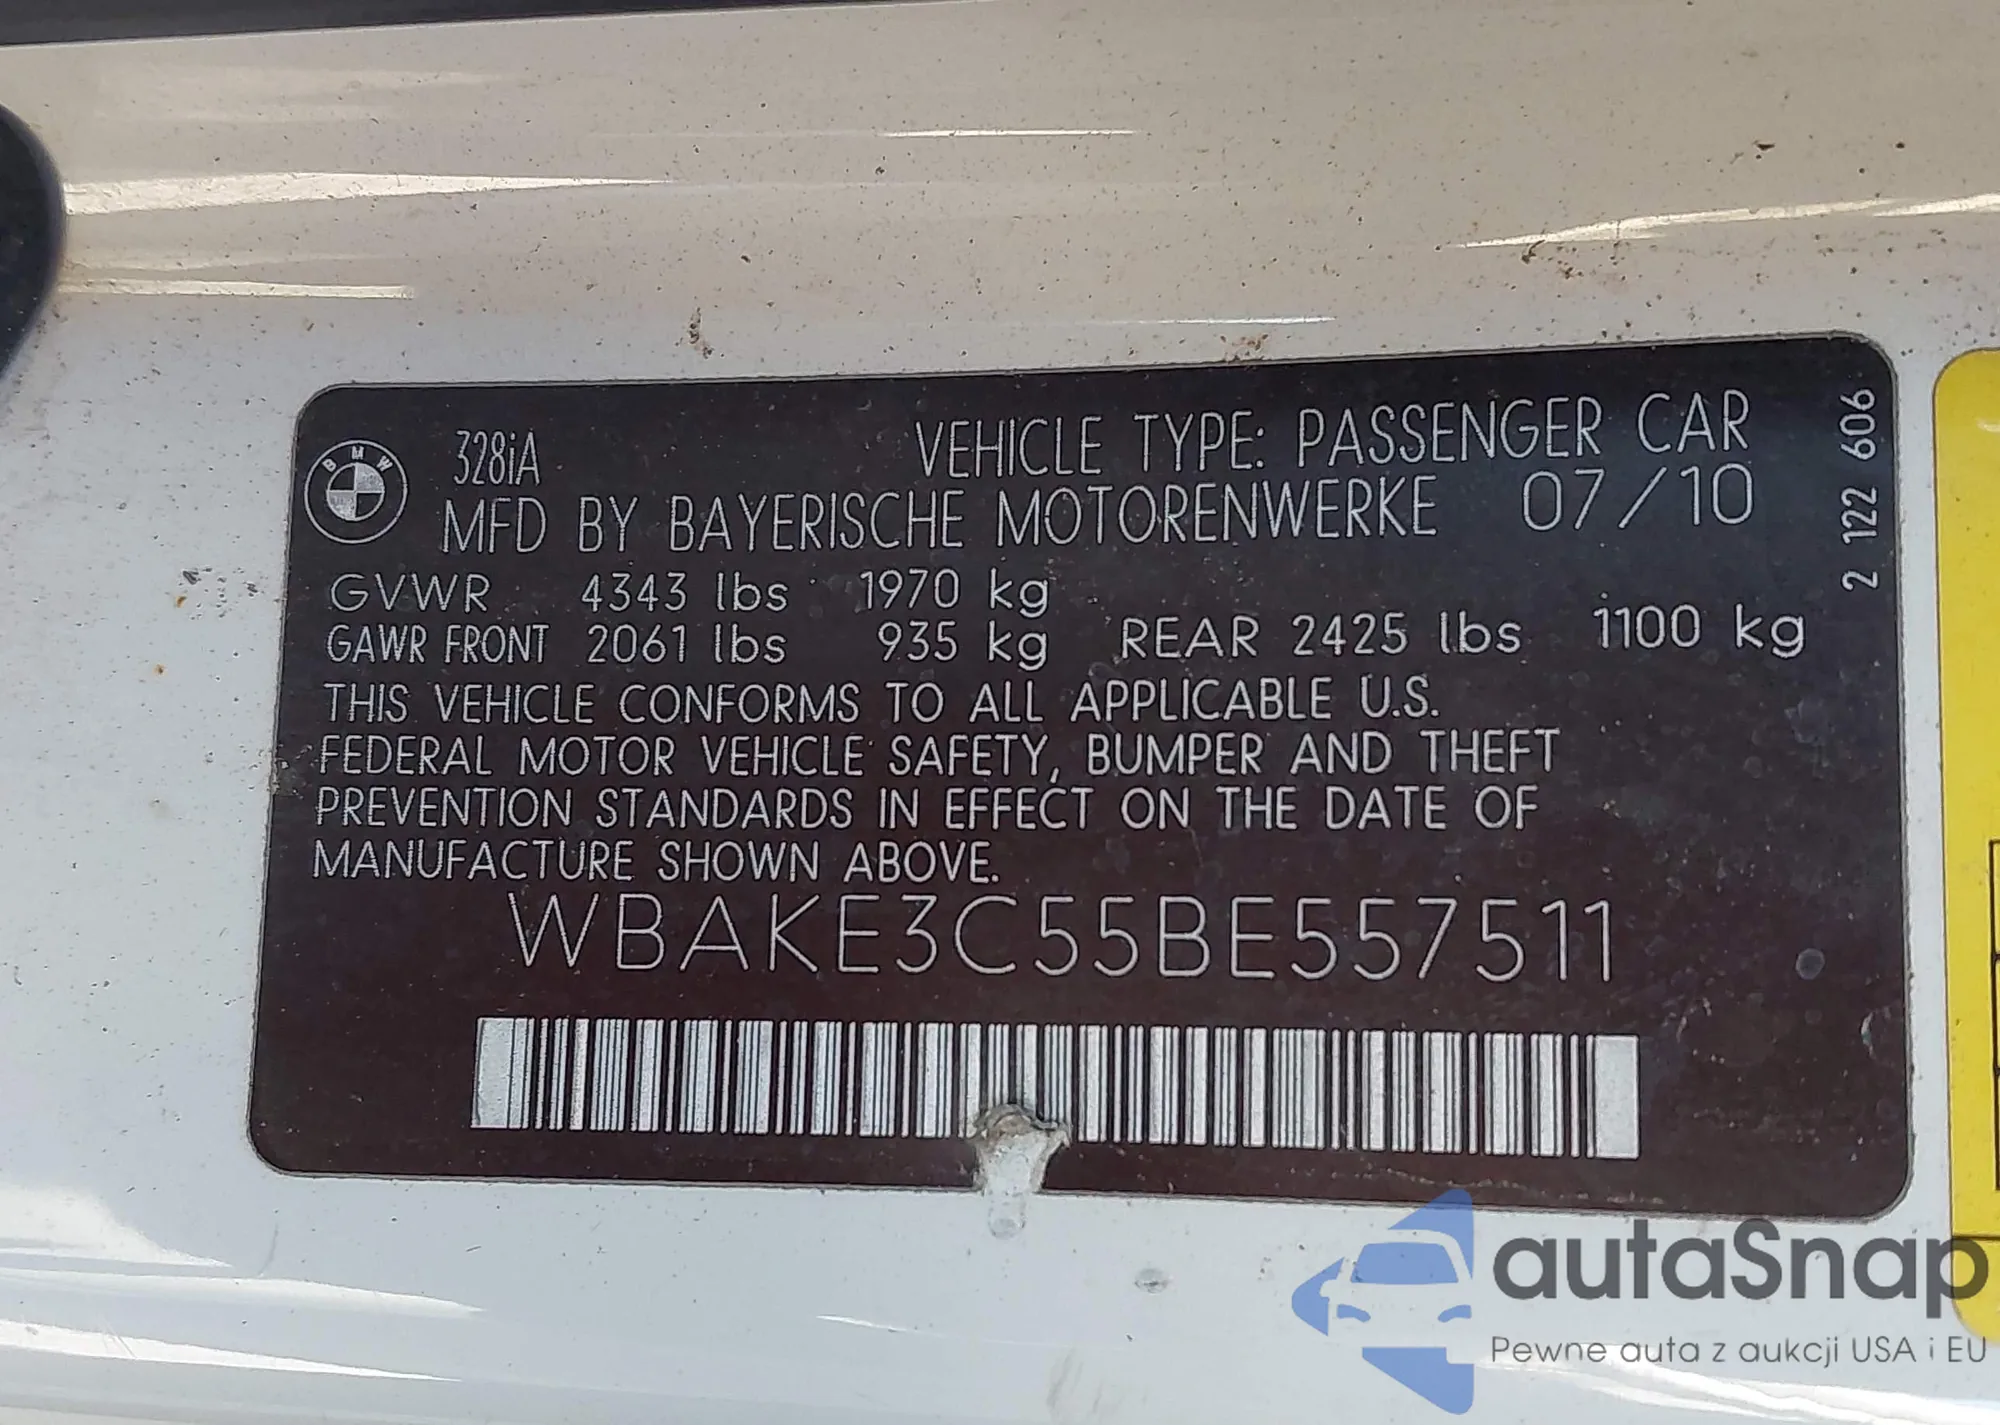 BMW
328iA VEHICLE TYPE: PASSENGER CAR
MFD BY BAYERISCHE MOTORENWERKE 07/10
GVWR 4343 lbs 1970 kg
GAWR FRONT 2061 lbs 935 kg REAR 2425 lbs 1100 kg
THIS VEHICLE CONFORMS TO ALL APPLICABLE U.S.
FEDERAL MOTOR VEHICLE SAFETY, BUMPER AND THEFT
PREVENTION STANDARDS IN EFFECT ON THE DATE OF
MANUFACTURE SHOWN ABOVE.
WBAKE3C55BE557511
2 122 606
autaSnap
Pewne auta z aukcji USA i EU